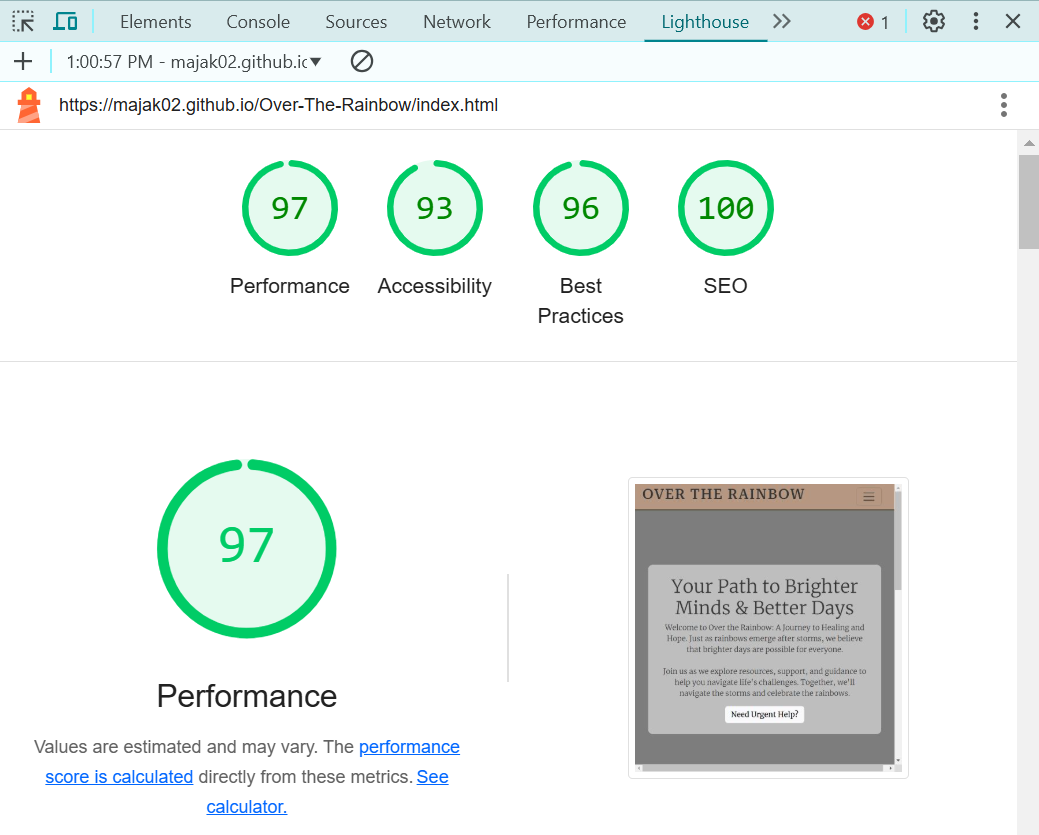 Elements Console Sources Network Performance Lighthouse 1
1:00:57 PM - majak02.github.ic
https://majak02.github.io/Over-The-Rainbow/index.html
97 93 96 100
Performance Accessibility Best Practices SEO
97
Performance
Values are estimated and may vary. The performance
score is calculated directly from these metrics. See
calculator.
OVER THE RAINBOW
Your Path to Brighter
Minds & Better Days
Welcome to Over the Rainbow: A Journey to Healing and
Hope. Just as rainbows emerge after storms, we believe
that brighter days are possible for everyone.
Join us as we explore resources, support, and guidance to
help you navigate life's challenges. Together, we'll
navigate the storms and celebrate the rainbows.
Need Urgent Help?